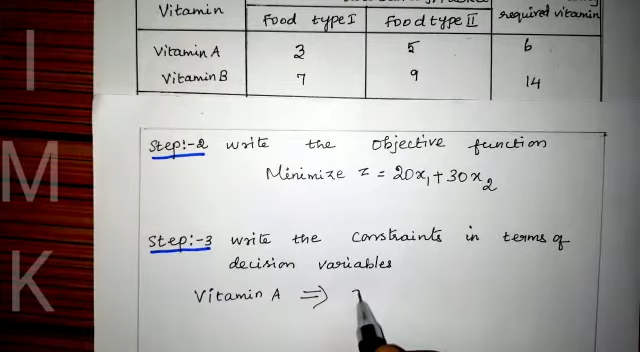 Vitamin
Food type I
Food type II
required vitamin
Vitamin A 3 5 6
Vitamin B 7 9 14
Step:-2 Write the Objective function
Minimize z = 20x₁ + 30x₂
Step:-3 Write the Constraints in terms of
decision variables
Vitamin A ⇒
I
M
K